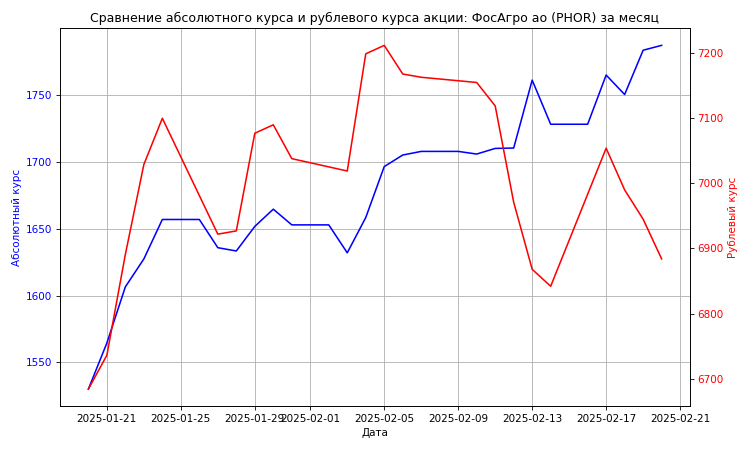 Сравнение абсолютного курса и рублевого курса акции: ФосАгро ао (PHOR) за месяц
Абсолютный курс
1750
1700
1650
1600
1550
7200
7100
7000
6900
6800
6700
Рублевый курс
2025-01-21 2025-01-25 2025-01-29 2025-02-01 2025-02-05 2025-02-09 2025-02-13 2025-02-17 2025-02-21
Дата